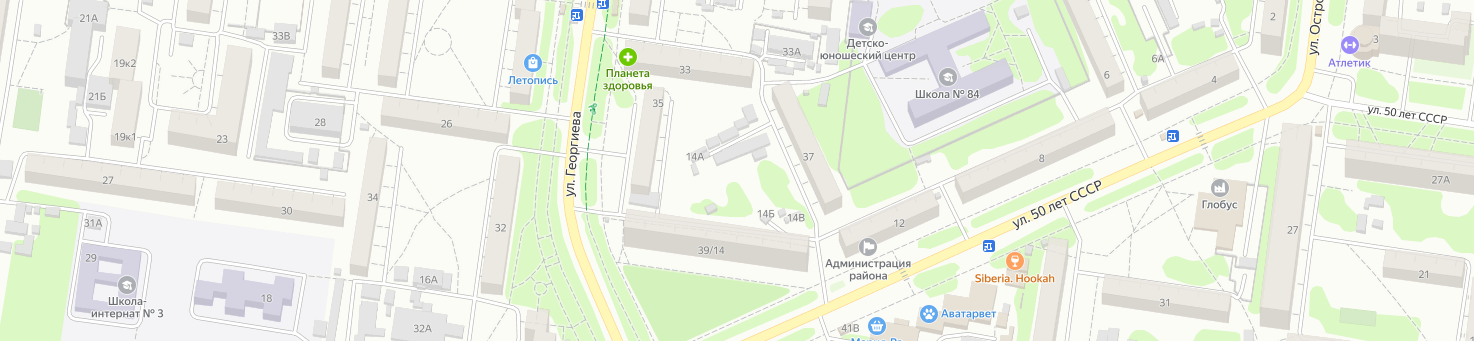 21А
33В
19к2
21Б
19к1
23
28
26
27
30
34
32
31А
29
Школа-
интернат № 3
18
16А
32А
Летопись
ул. Георгиева
Планета
здоровья
33
35
33А
14А
14Б
14В
37
39/14
Детско-
юношеский центр
Школа № 84
12
Администрация
района
8
6
6А
4
2
ул. Остро
3
Атлетик
ул. 50 лет СССР
ул. 50 лет СССР
27А
Глобус
27
21
31
Siberia. Hookah
Аватарвет
41В